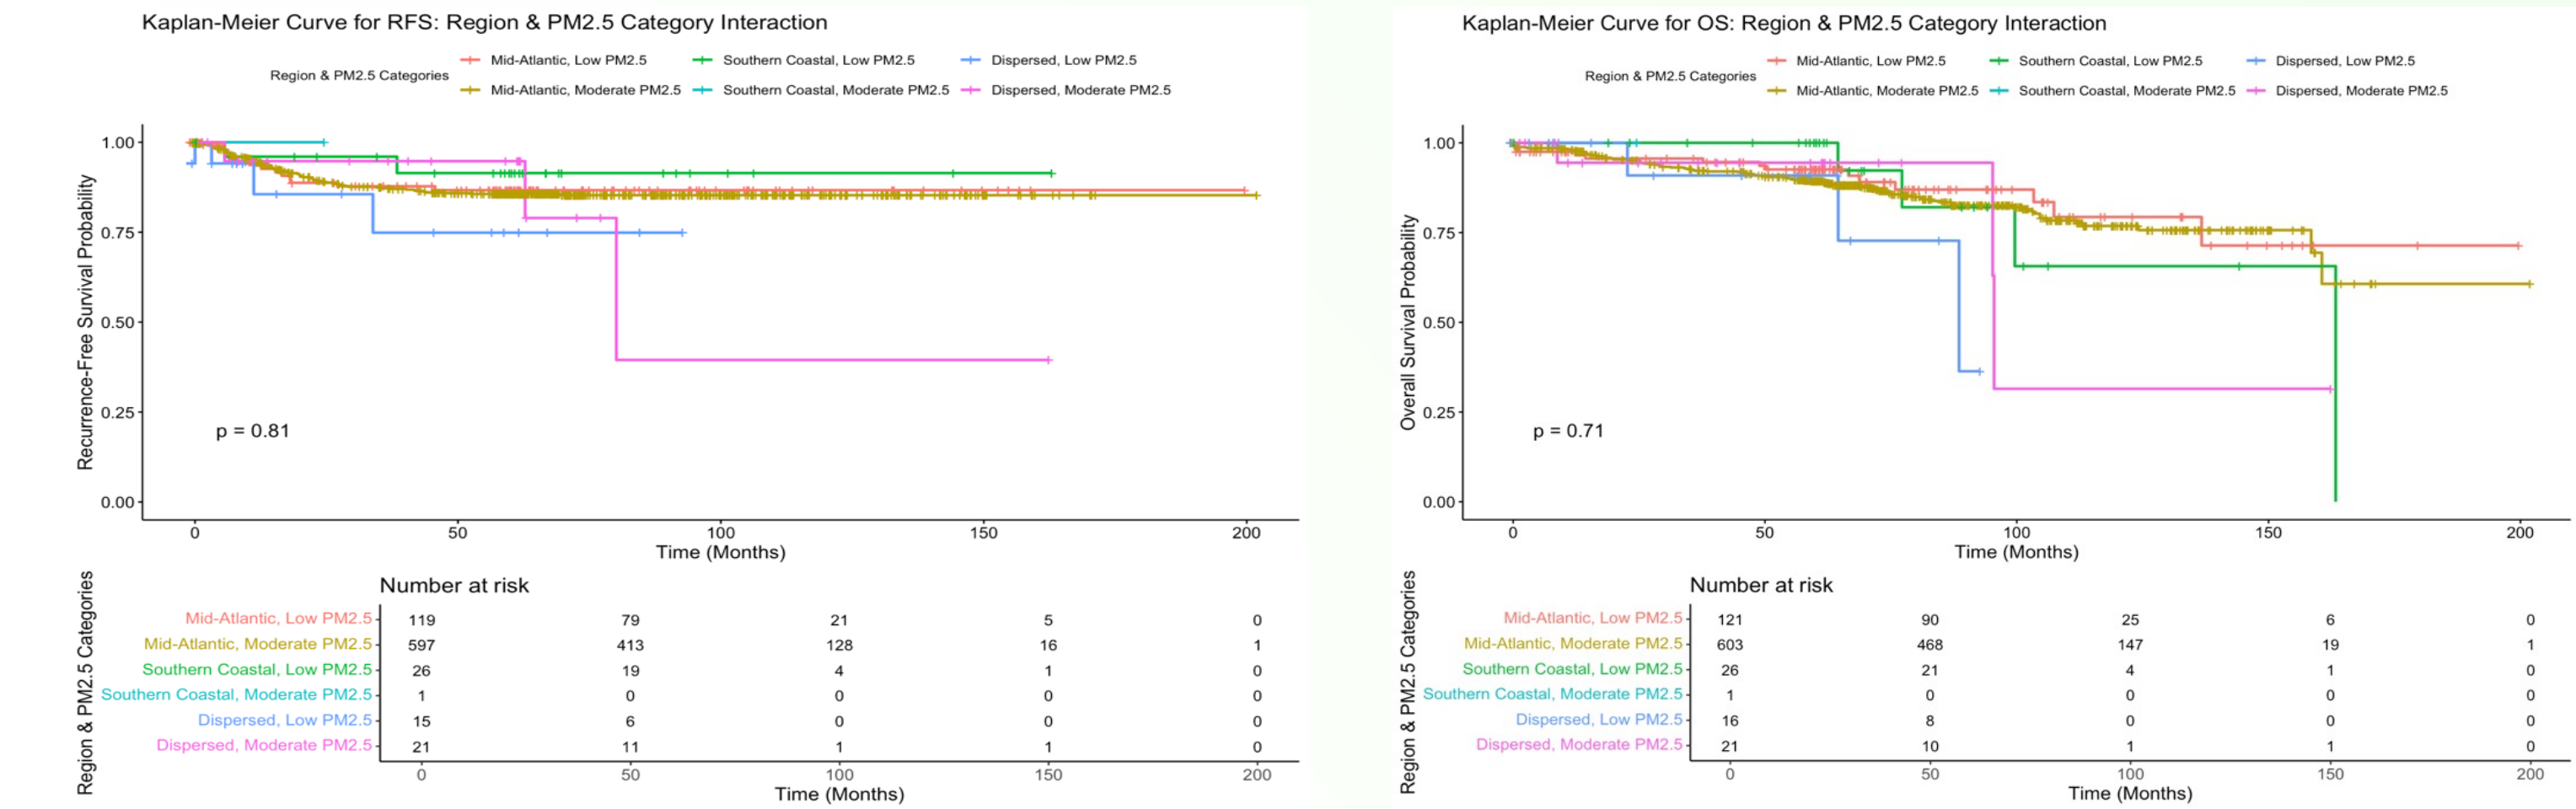 Kaplan-Meier Curve for RFS: Region & PM2.5 Category Interaction
Region & PM2.5 Categories
Mid-Atlantic, Low PM2.5
Southern Coastal, Low PM2.5
Dispersed, Low PM2.5
Mid-Atlantic, Moderate PM2.5
Southern Coastal, Moderate PM2.5
Dispersed, Moderate PM2.5
Recurrence-Free Survival Probability
1.00
0.75
0.50
0.25
0.00
p = 0.81
0 50 100 150 200
Time (Months)
Number at risk
Region & PM2.5 Categories
Mid-Atlantic, Low PM2.5 119 79 21 5 0
Mid-Atlantic, Moderate PM2.5 597 413 128 16 1
Southern Coastal, Low PM2.5 26 19 4 1 0
Southern Coastal, Moderate PM2.5 1 0 0 0 0
Dispersed, Low PM2.5 15 6 0 0 0
Dispersed, Moderate PM2.5 21 11 1 1 0
0 50 100 150 200
Time (Months)
Kaplan-Meier Curve for OS: Region & PM2.5 Category Interaction
Region & PM2.5 Categories
Mid-Atlantic, Low PM2.5
Southern Coastal, Low PM2.5
Dispersed, Low PM2.5
Mid-Atlantic, Moderate PM2.5
Southern Coastal, Moderate PM2.5
Dispersed, Moderate PM2.5
Overall Survival Probability
1.00
0.75
0.50
0.25
0.00
p = 0.71
0 50 100 150 200
Time (Months)
Number at risk
Region & PM2.5 Categories
Mid-Atlantic, Low PM2.5 121 90 25 6 0
Mid-Atlantic, Moderate PM2.5 603 468 147 19 1
Southern Coastal, Low PM2.5 26 21 4 1 0
Southern Coastal, Moderate PM2.5 1 0 0 0 0
Dispersed, Low PM2.5 16 8 0 0 0
Dispersed, Moderate PM2.5 21 10 1 1 0
0 50 100 150 200
Time (Months)